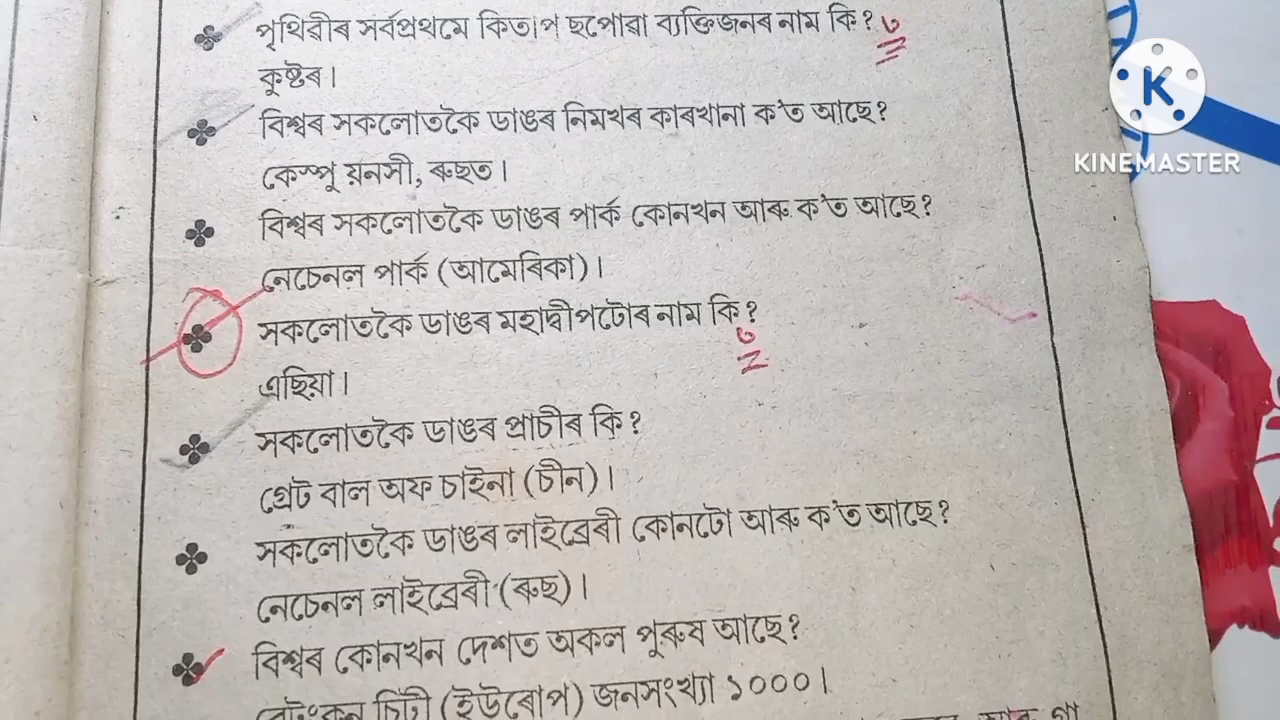 পৃথিৱীৰ সৰ্বপ্ৰথমে কিতাপ ছপোৱা ব্যক্তিজনৰ নাম কি?
কুষ্টৰ।
বিশ্বৰ সকলোতকৈ ডাঙৰ নিমখৰ কাৰখানা ক'ত আছে?
কেস্পু য়নসী, ৰুছত।
বিশ্বৰ সকলোতকৈ ডাঙৰ পাৰ্ক কোনখন আৰু ক'ত আছে?
নেচেনল পাৰ্ক (আমেৰিকা)।
সকলোতকৈ ডাঙৰ মহাদ্বীপটোৰ নাম কি?
এছিয়া।
সকলোতকৈ ডাঙৰ প্ৰাচীৰ কি?
গ্ৰেট বাল অফ চাইনা (চীন)।
সকলোতকৈ ডাঙৰ লাইব্ৰেৰী কোনটো আৰু ক'ত আছে?
নেচেনল লাইব্ৰেৰী (ৰুছ)।
বিশ্বৰ কোনখন দেশত অকল পুৰুষ আছে?
চিটী (ইউৰোপ) জনসংখ্যা ১০০০।
KINEMASTER